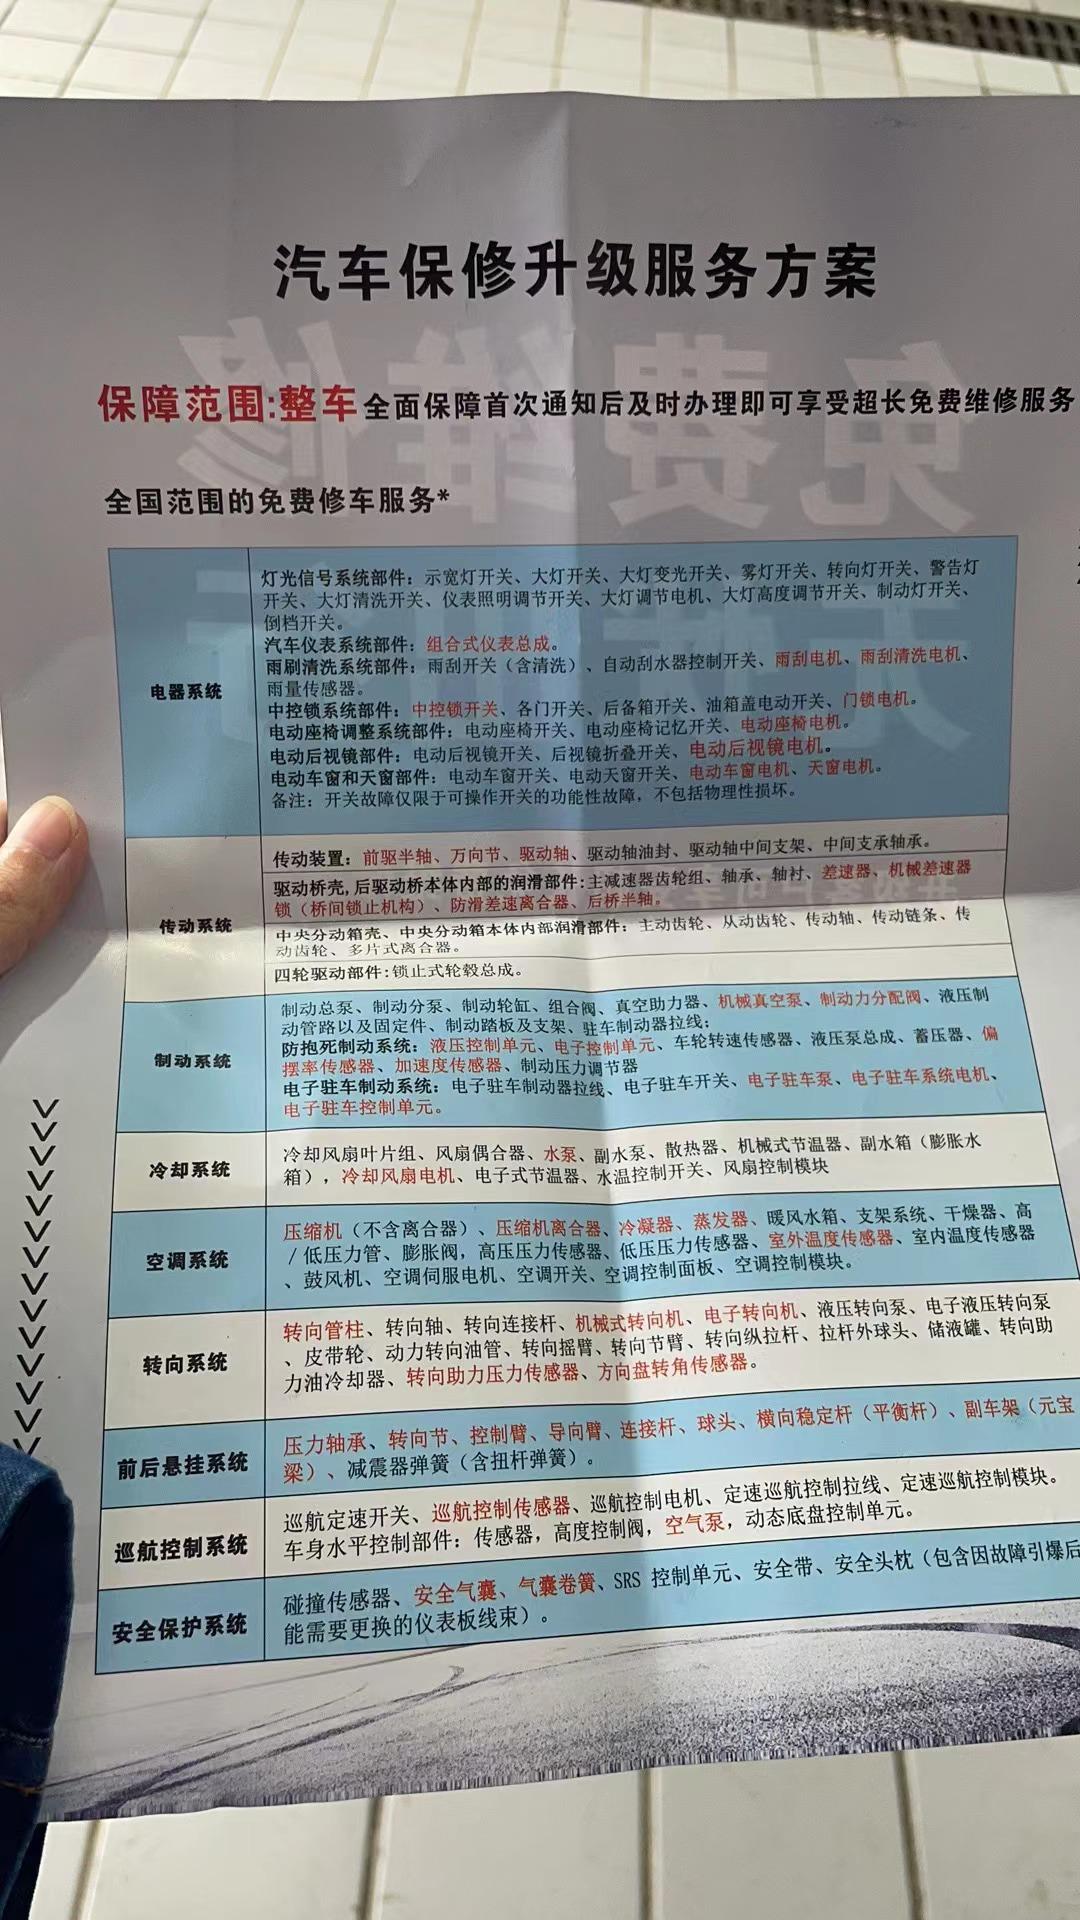 汽车保修升级服务方案
保障范围:整车全面保障首次通知后及时办理即可享受超长免费维修服务
全国范围的免费修车服务*
电器系统
灯光信号系统部件：示宽灯开关、大灯开关、大灯变光开关、雾灯开关、转向灯开关、警告灯
开关、大灯清洗开关、仪表照明调节开关、大灯调节电机、大灯高度调节开关、制动灯开关、
倒档开关。
汽车仪表系统部件：组合式仪表总成。
雨刷清洗系统部件：雨刮开关（含清洗）、自动刮水器控制开关、雨刮电机、雨刮清洗电机、
雨量传感器。
中控锁系统部件：中控锁开关、各门开关、后备箱开关、油箱盖电动开关、门锁电机。
电动座椅调整系统部件：电动座椅开关、电动座椅记忆开关、电动座椅电机。
电动后视镜部件：电动后视镜开关、后视镜折叠开关、电动后视镜电机。
电动车窗和天窗部件：电动车窗开关、电动天窗开关、电动车窗电机、天窗电机。
备注：开关故障仅限于可操作开关的功能性故障，不包括物理性损坏。
传动系统
传动装置：前驱半轴、万向节、驱动轴、驱动轴油封、驱动轴中间支架、中间支承轴承。
驱动桥壳,后驱动桥本体内部的润滑部件:主减速器齿轮组、轴承、轴衬、差速器、机械差速器
锁（桥间锁止机构）、防滑差速离合器、后桥半轴。
中央分动箱壳、中央分动箱本体内部润滑部件：主动齿轮、从动齿轮、传动轴、传动链条、传
动齿轮、多片式离合器。
四轮驱动部件:锁止式轮毂总成。
制动系统
制动总泵、制动分泵、制动轮缸、组合阀、真空助力器、机械真空泵、制动力分配阀、液压制
动管路以及固定件、制动踏板及支架、驻车制动器拉线；
防抱死制动系统：液压控制单元、电子控制单元、车轮转速传感器、液压泵总成、蓄压器、偏
摆率传感器、加速度传感器、制动压力调节器
电子驻车制动系统：电子驻车制动器拉线、电子驻车开关、电子驻车泵、电子驻车系统电机、
电子驻车控制单元。
冷却系统
冷却风扇叶片组、风扇偶合器、水泵、副水泵、散热器、机械式节温器、副水箱（膨胀水
箱），冷却风扇电机、电子式节温器、水温控制开关、风扇控制模块
空调系统
压缩机（不含离合器）、压缩机离合器、冷凝器、蒸发器、暖风水箱、支架系统、干燥器、高
/低压力管、膨胀阀，高压压力传感器、低压压力传感器、室外温度传感器、室内温度传感器
、鼓风机、空调伺服电机、空调开关、空调控制面板、空调控制模块。
转向系统
转向管柱、转向轴、转向连接杆、机械式转向机、电子转向机、液压转向泵、电子液压转向泵
、皮带轮、动力转向油管、转向摇臂、转向节臂、转向纵拉杆、拉杆外球头、储液罐、转向助
力油冷却器、转向助力压力传感器、方向盘转角传感器。
前后悬挂系统
压力轴承、转向节、控制臂、导向臂、连接杆、球头、横向稳定杆（平衡杆）、副车架（元宝
梁）、减震器弹簧（含扭杆弹簧）。
巡航控制系统
巡航定速开关、巡航控制传感器、巡航控制电机、定速巡航控制拉线、定速巡航控制模块。
车身水平控制部件：传感器，高度控制阀，空气泵，动态底盘控制单元。
安全保护系统
碰撞传感器、安全气囊、气囊卷簧、SRS 控制单元、安全带、安全头枕（包含因故障引爆后
能需要更换的仪表板线束）。